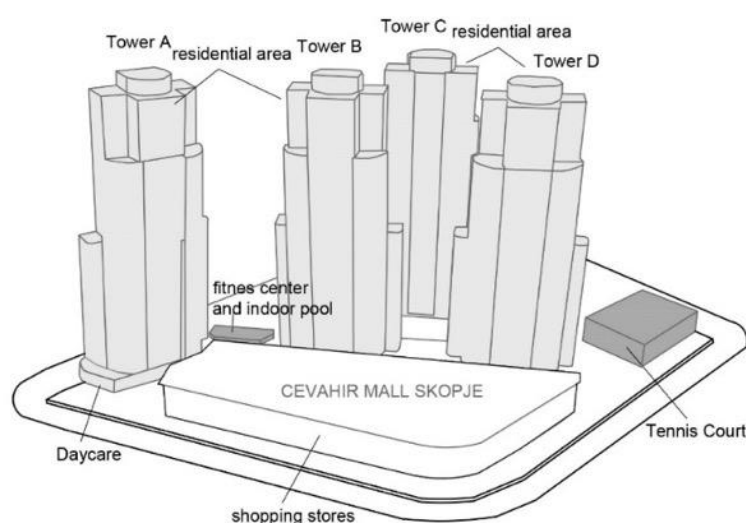 Tower A
residential area
Tower B
Tower C
residential area
Tower D
fitnes center
and indoor pool
CEVAHIR MALL SKOPJE
Tennis Court
Daycare
shopping stores